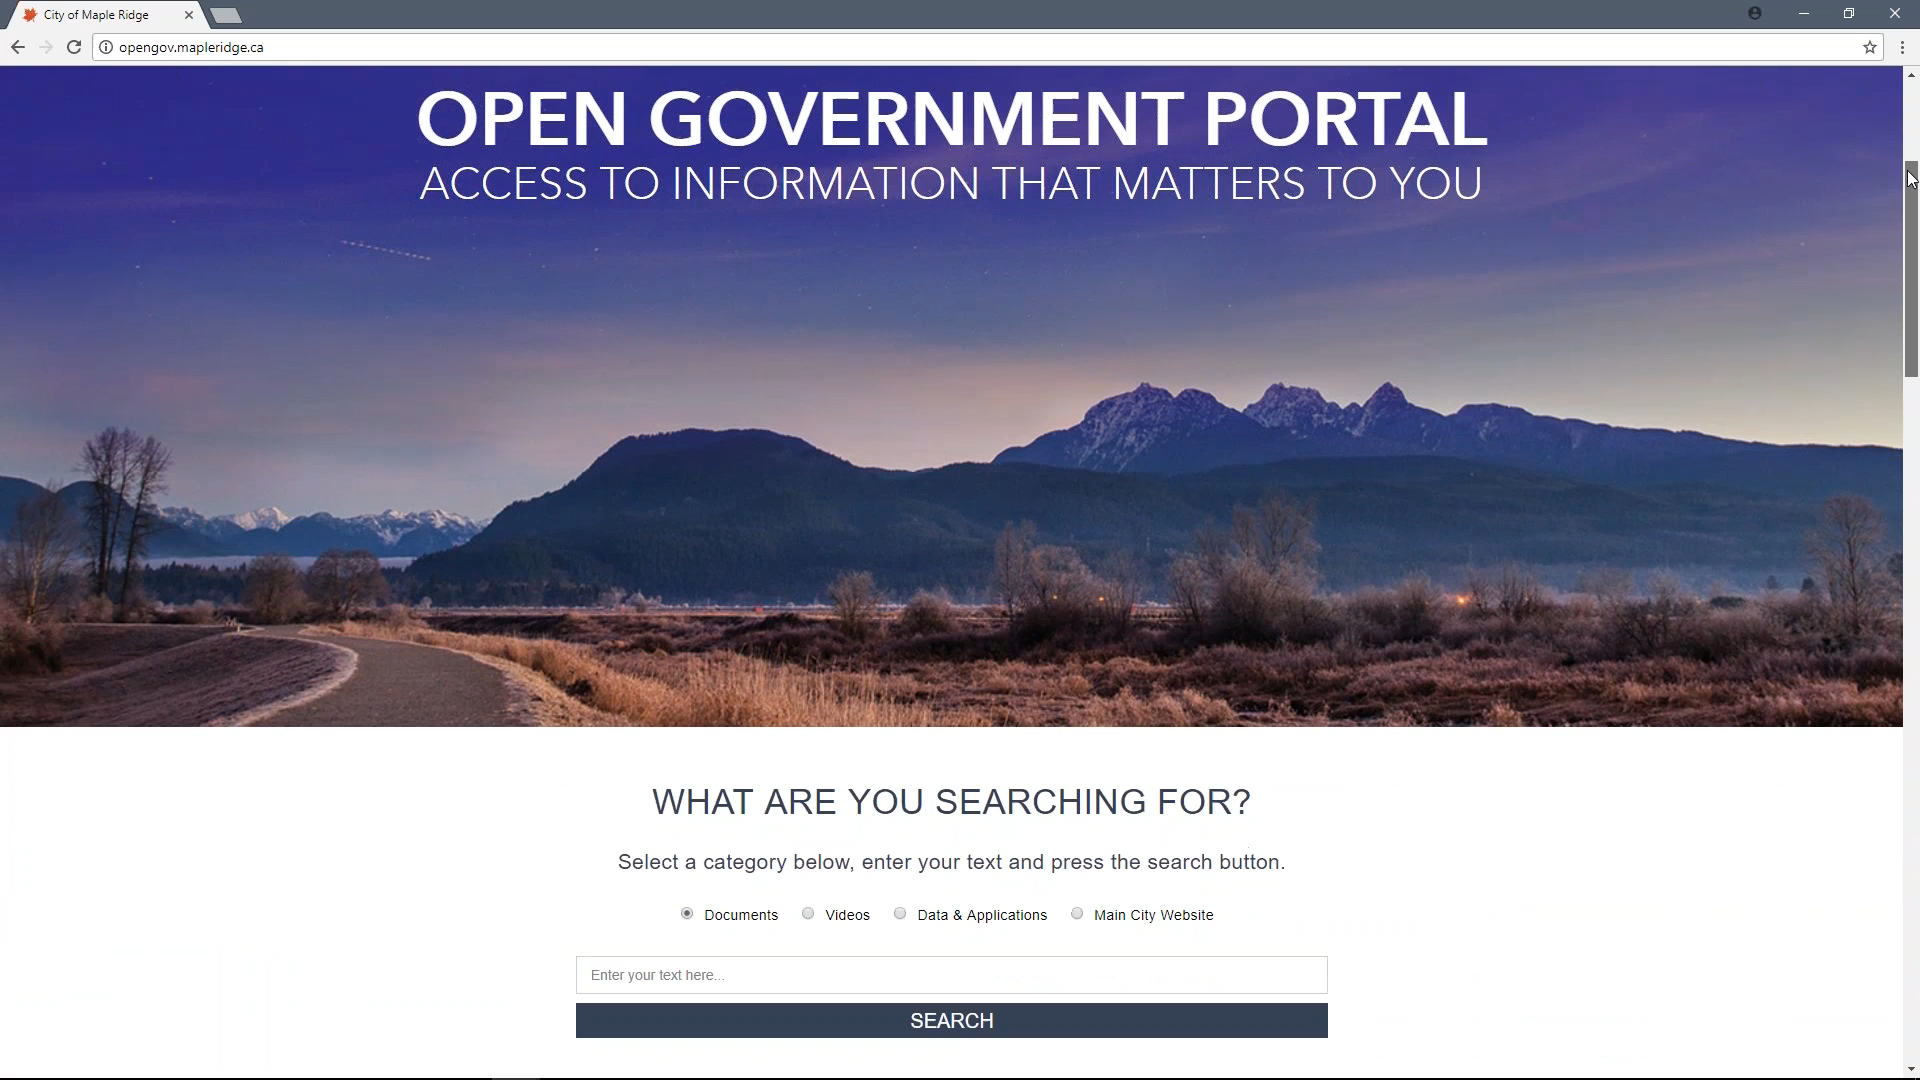 City of Maple Ridge
opengov.mapleridge.ca
OPEN GOVERNMENT PORTAL
ACCESS TO INFORMATION THAT MATTERS TO YOU
WHAT ARE YOU SEARCHING FOR?
Select a category below, enter your text and press the search button.
Documents Videos Data & Applications Main City Website
Enter your text here...
SEARCH